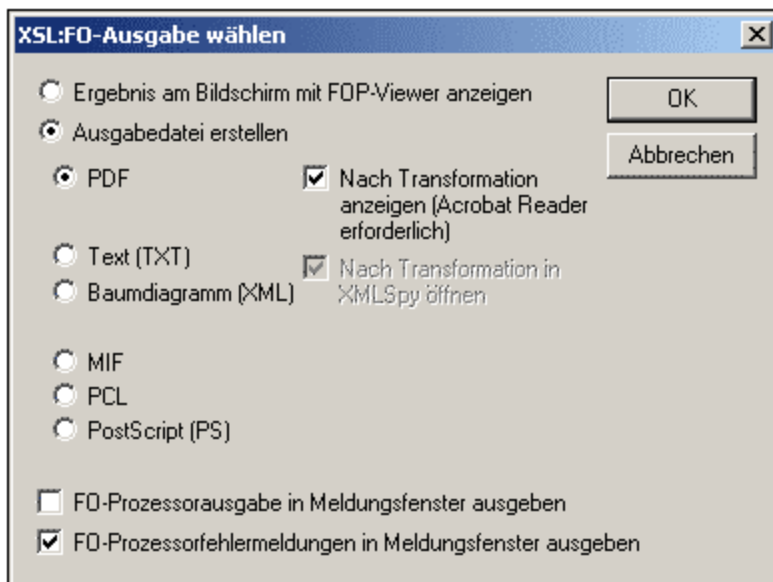 XSL:FO-Ausgabe wählen
Ergebnis am Bildschirm mit FOP-Viewer anzeigen
OK
Ausgabedatei erstellen
Abbrechen
PDF
Nach Transformation
anzeigen (Acrobat Reader
erforderlich)
Text (TXT)
Nach Transformation in
XMLSpy öffnen
Baumdiagramm (XML)
MIF
PCL
PostScript (PS)
FO-Prozessorausgabe in Meldungsfenster ausgeben
FO-Prozessorfehlermeldungen in Meldungsfenster ausgeben